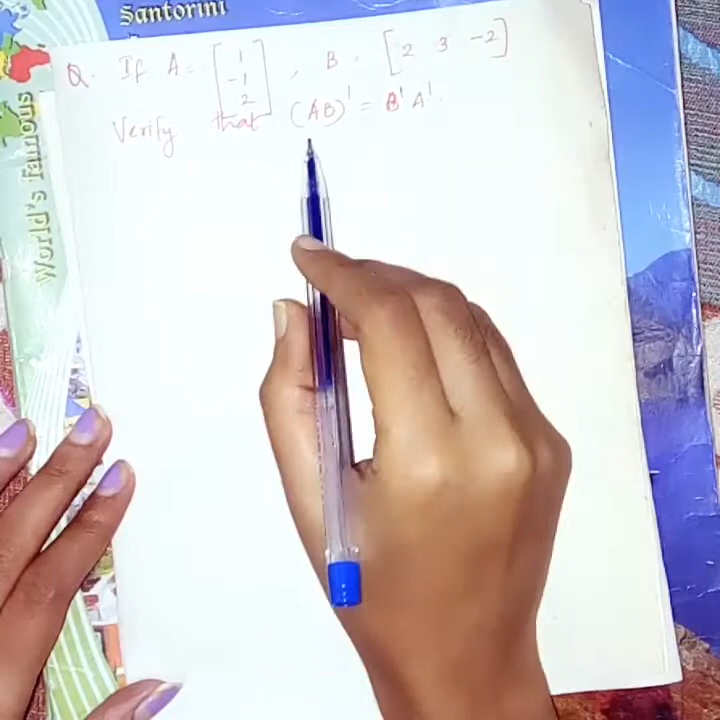 Santorini
World's famous
Q. If A = [1 -1 2], B = [2 3 -2]
Verify that (AB)' = B'A'.